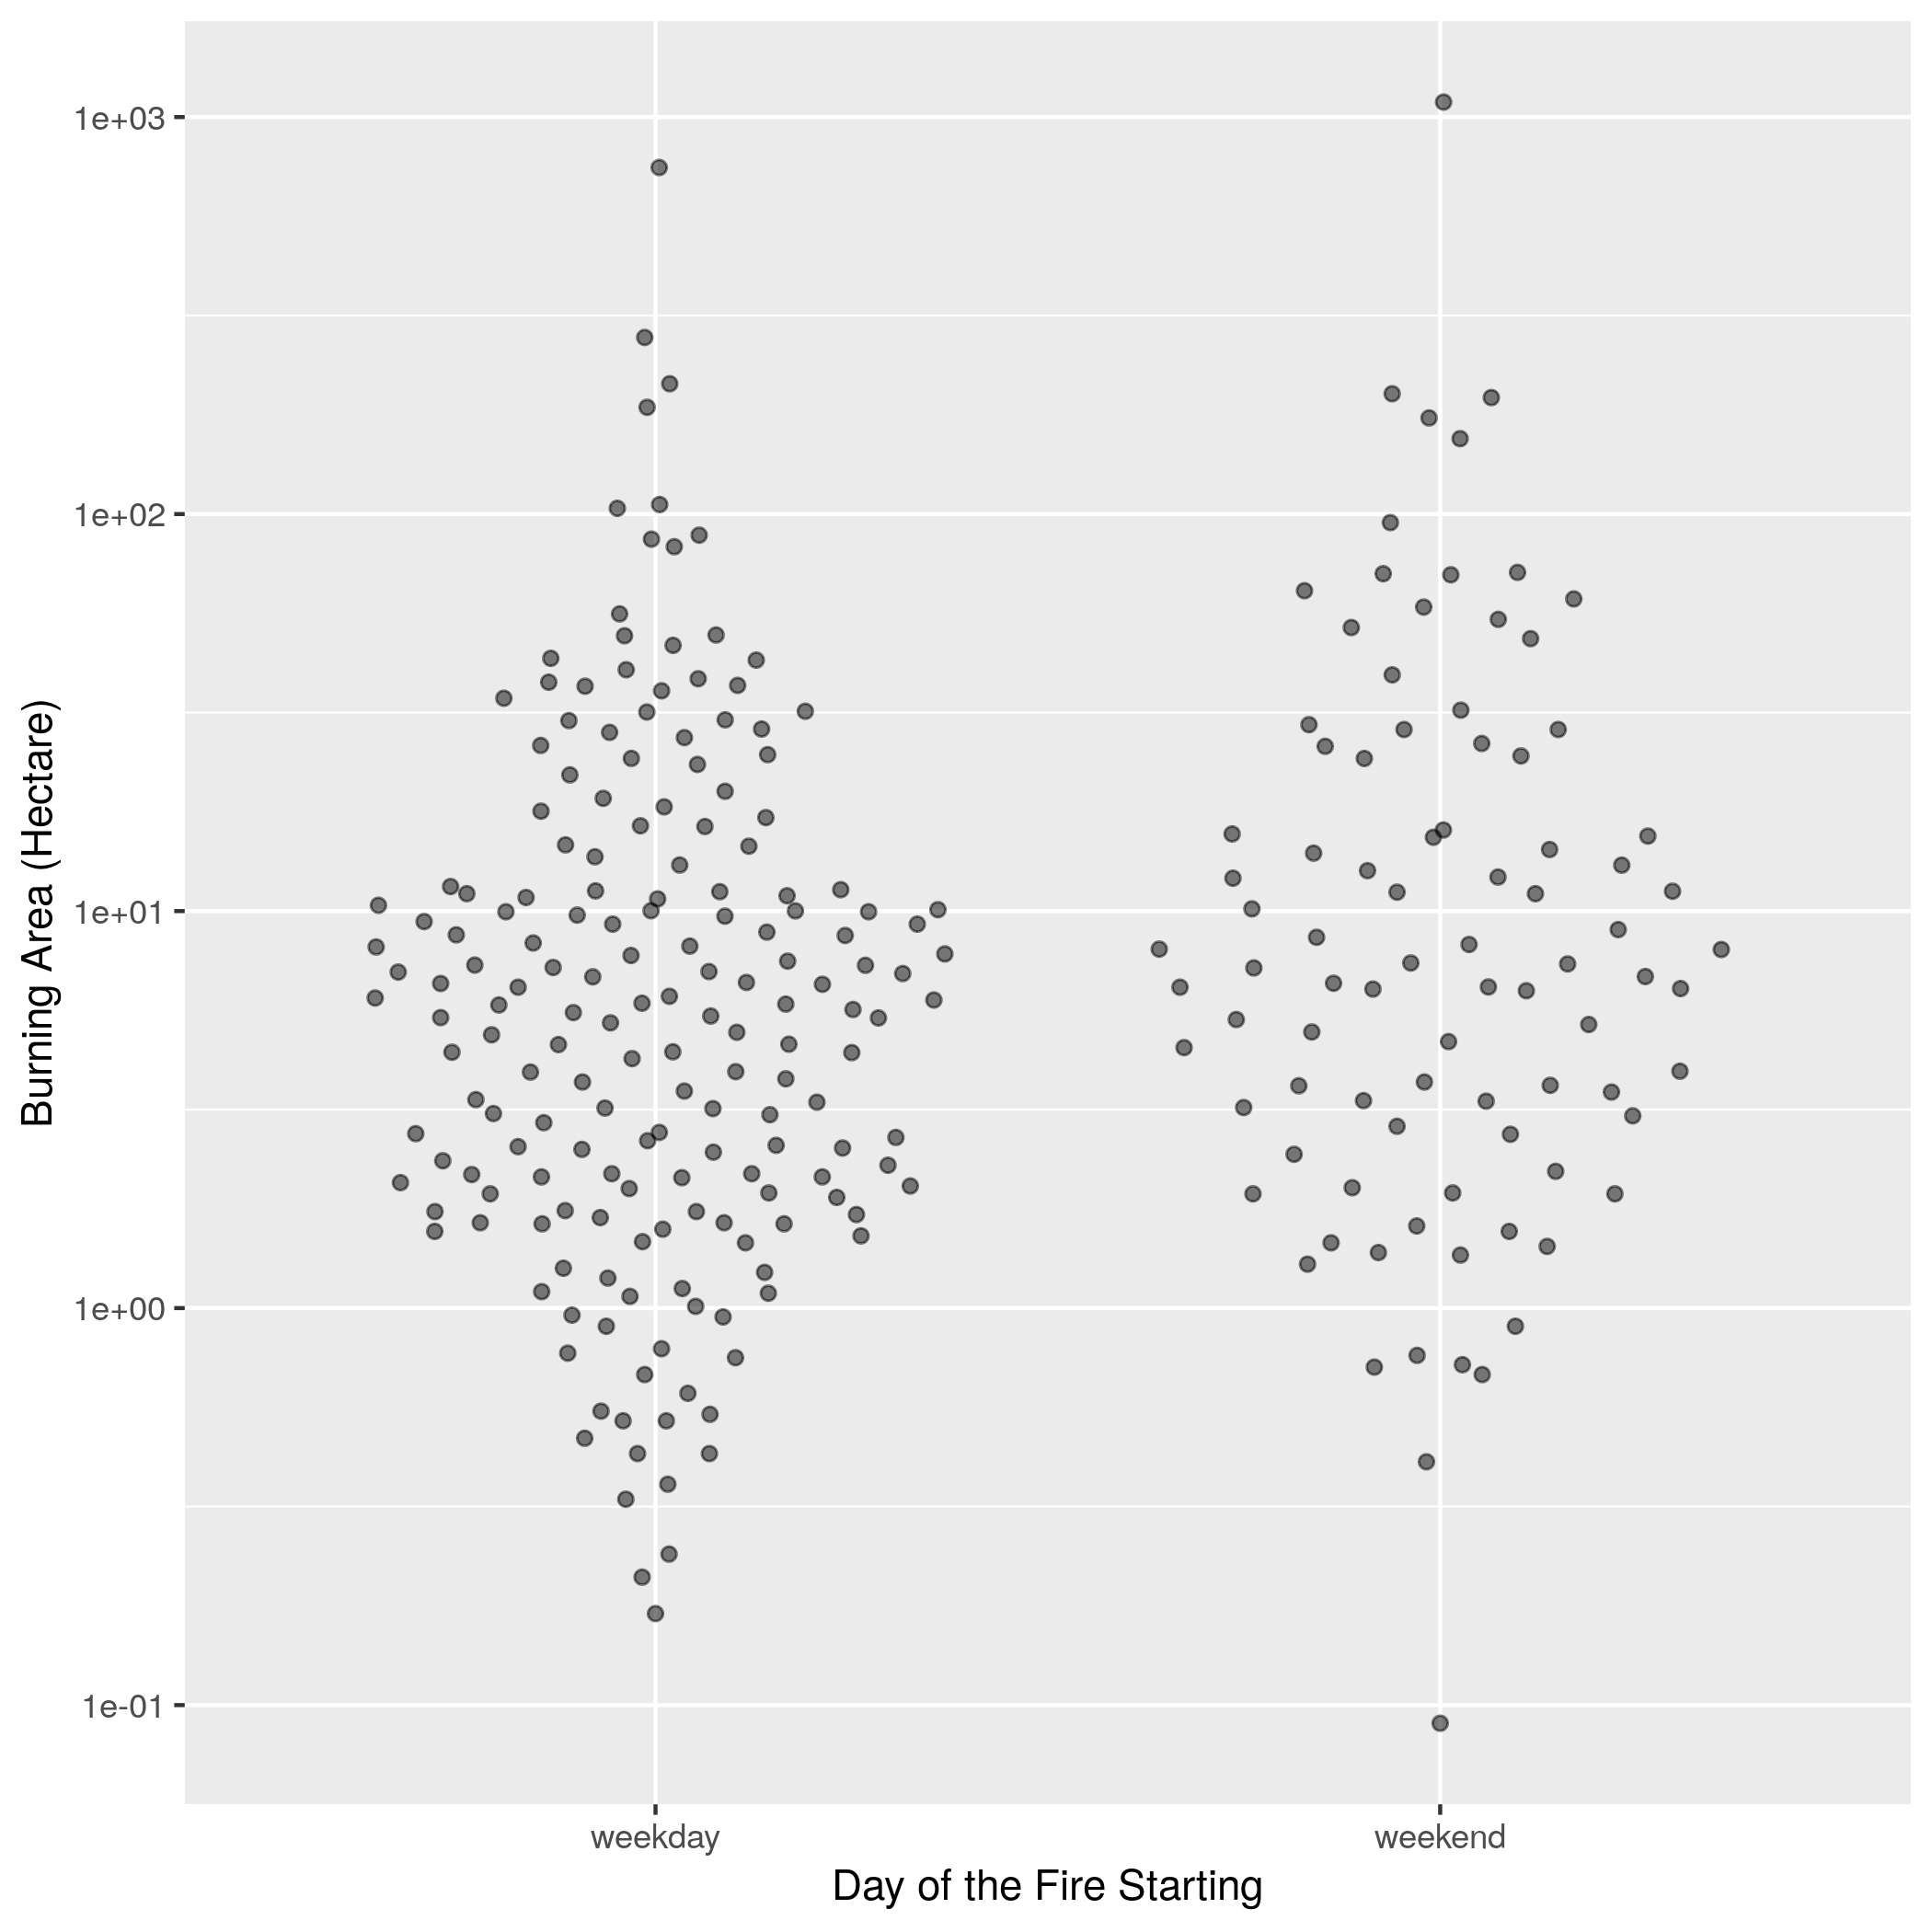 Burning Area (Hectare)
1e+03
1e+02
1e+01
1e+00
1e-01
weekday
weekend
Day of the Fire Starting